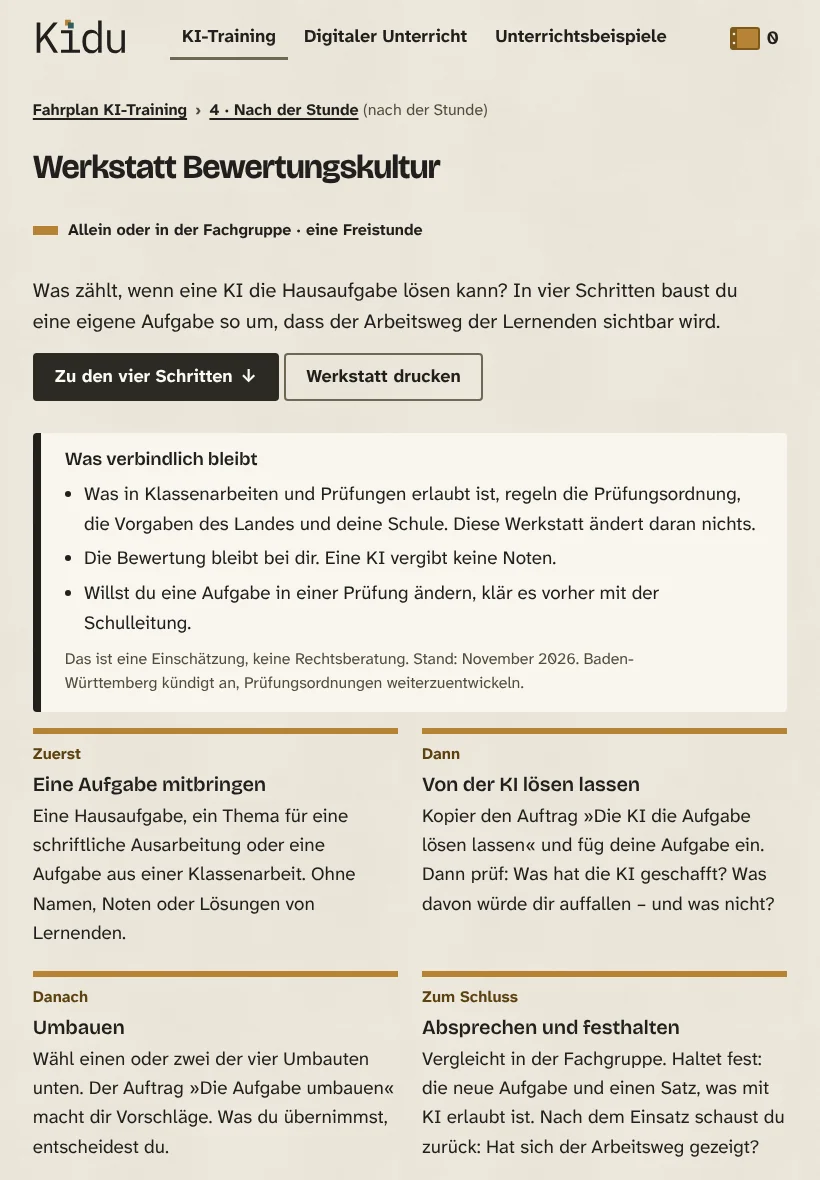 Kidu
KI-Training
Digitaler Unterricht
Unterrichtsbeispiele
0
Fahrplan KI-Training › 4 · Nach der Stunde (nach der Stunde)
Werkstatt Bewertungskultur
Allein oder in der Fachgruppe · eine Freistunde
Was zählt, wenn eine KI die Hausaufgabe lösen kann? In vier Schritten baust du
eine eigene Aufgabe so um, dass der Arbeitsweg der Lernenden sichtbar wird.
Zu den vier Schritten ↓
Werkstatt drucken
Was verbindlich bleibt
• Was in Klassenarbeiten und Prüfungen erlaubt ist, regeln die Prüfungsordnung,
die Vorgaben des Landes und deine Schule. Diese Werkstatt ändert daran nichts.
• Die Bewertung bleibt bei dir. Eine KI vergibt keine Noten.
• Willst du eine Aufgabe in einer Prüfung ändern, klär es vorher mit der
Schulleitung.
Das ist eine Einschätzung, keine Rechtsberatung. Stand: November 2026. Baden-
Württemberg kündigt an, Prüfungsordnungen weiterzuentwickeln.
Zuerst
Eine Aufgabe mitbringen
Eine Hausaufgabe, ein Thema für eine
schriftliche Ausarbeitung oder eine
Aufgabe aus einer Klassenarbeit. Ohne
Namen, Noten oder Lösungen von
Lernenden.
Dann
Von der KI lösen lassen
Kopier den Auftrag »Die KI die Aufgabe
lösen lassen« und füg deine Aufgabe ein.
Dann prüf: Was hat die KI geschafft? Was
davon würde dir auffallen – und was nicht?
Danach
Umbauen
Wähl einen oder zwei der vier Umbauten
unten. Der Auftrag »Die Aufgabe umbauen«
macht dir Vorschläge. Was du übernimmst,
entscheidest du.
Zum Schluss
Absprechen und festhalten
Vergleicht in der Fachgruppe. Haltet fest:
die neue Aufgabe und einen Satz, was mit
KI erlaubt ist. Nach dem Einsatz schaust du
zurück: Hat sich der Arbeitsweg gezeigt?